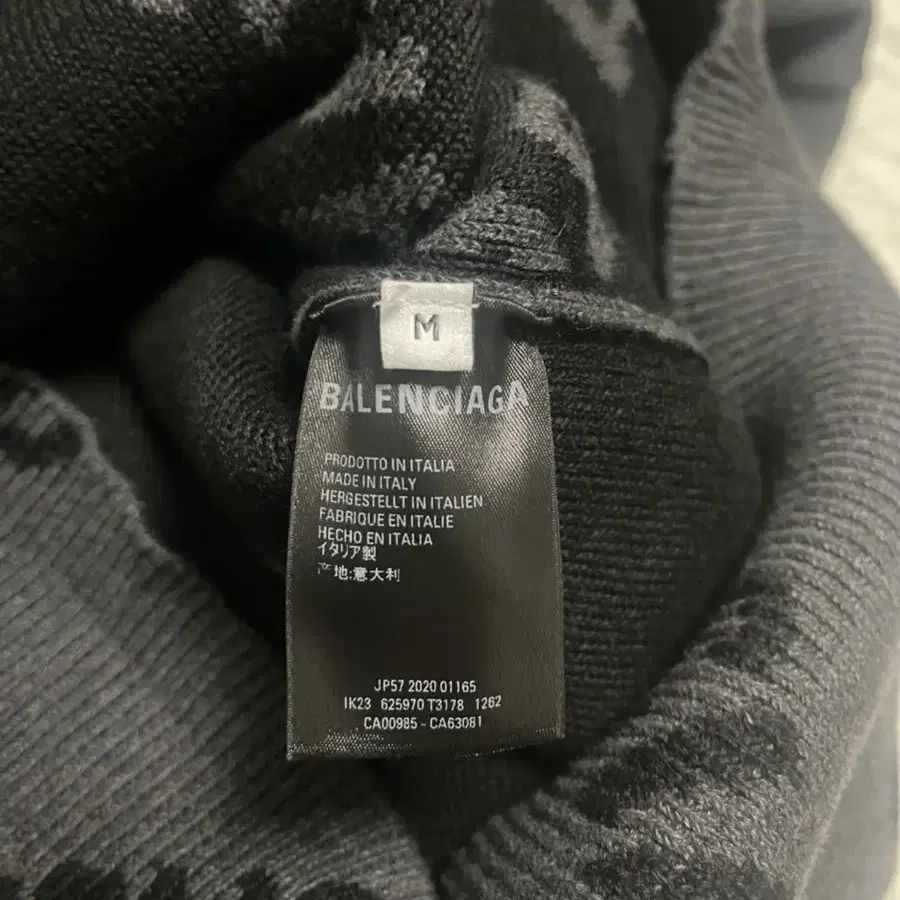 M
BALENCIAGA
PRODOTTO IN ITALIA
MADE IN ITALY
HERGESTELLT IN ITALIEN
FABRIQUE EN ITALIE
HECHO EN ITALIA
イタリア製
产地:意大利
JP57 2020 01165
IK23 625970 T3178 1262
CA00985 - CA63081